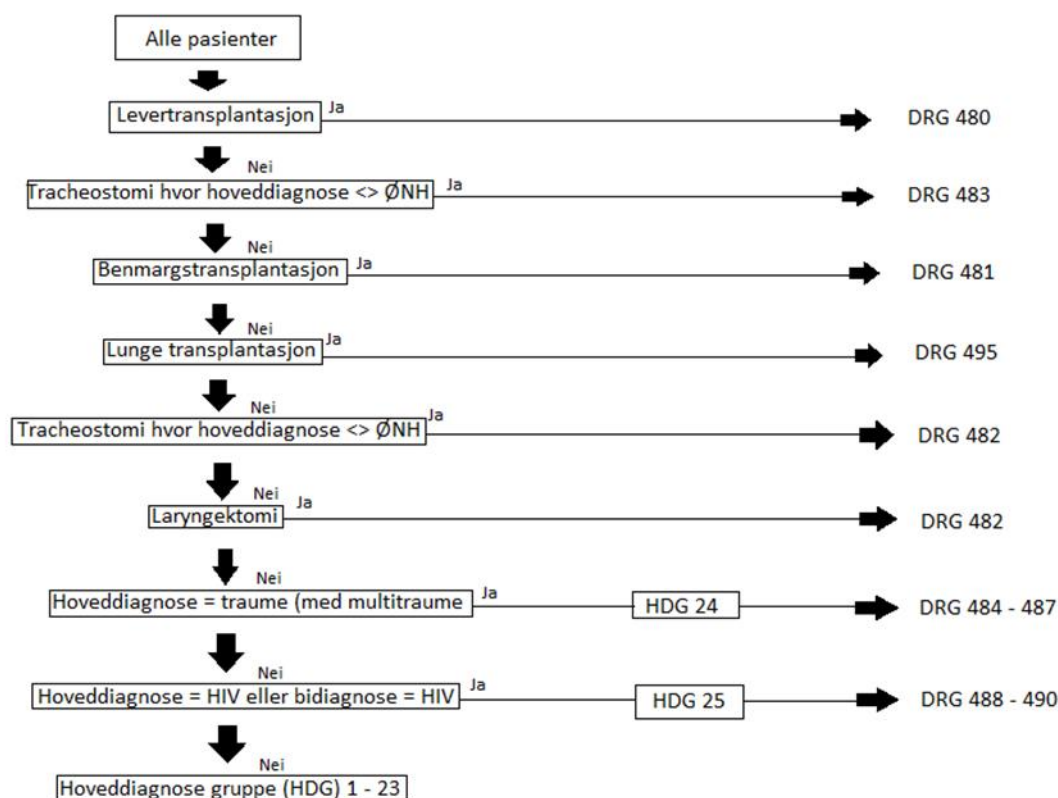 Alle pasienter
Levertransplantasjon Ja DRG 480
Nei
Tracheostomi hvor hoveddiagnose <> ØNH Ja DRG 483
Nei
Benmargstransplantasjon Ja DRG 481
Nei
Lunge transplantasjon Ja DRG 495
Nei
Tracheostomi hvor hoveddiagnose <> ØNH Ja DRG 482
Nei
Laryngektomi Ja DRG 482
Nei
Hoveddiagnose = traume (med multitraume Ja HDG 24 DRG 484 - 487
Nei
Hoveddiagnose = HIV eller bidiagnose = HIV Ja HDG 25 DRG 488 - 490
Nei
Hoveddiagnose gruppe (HDG) 1 - 23